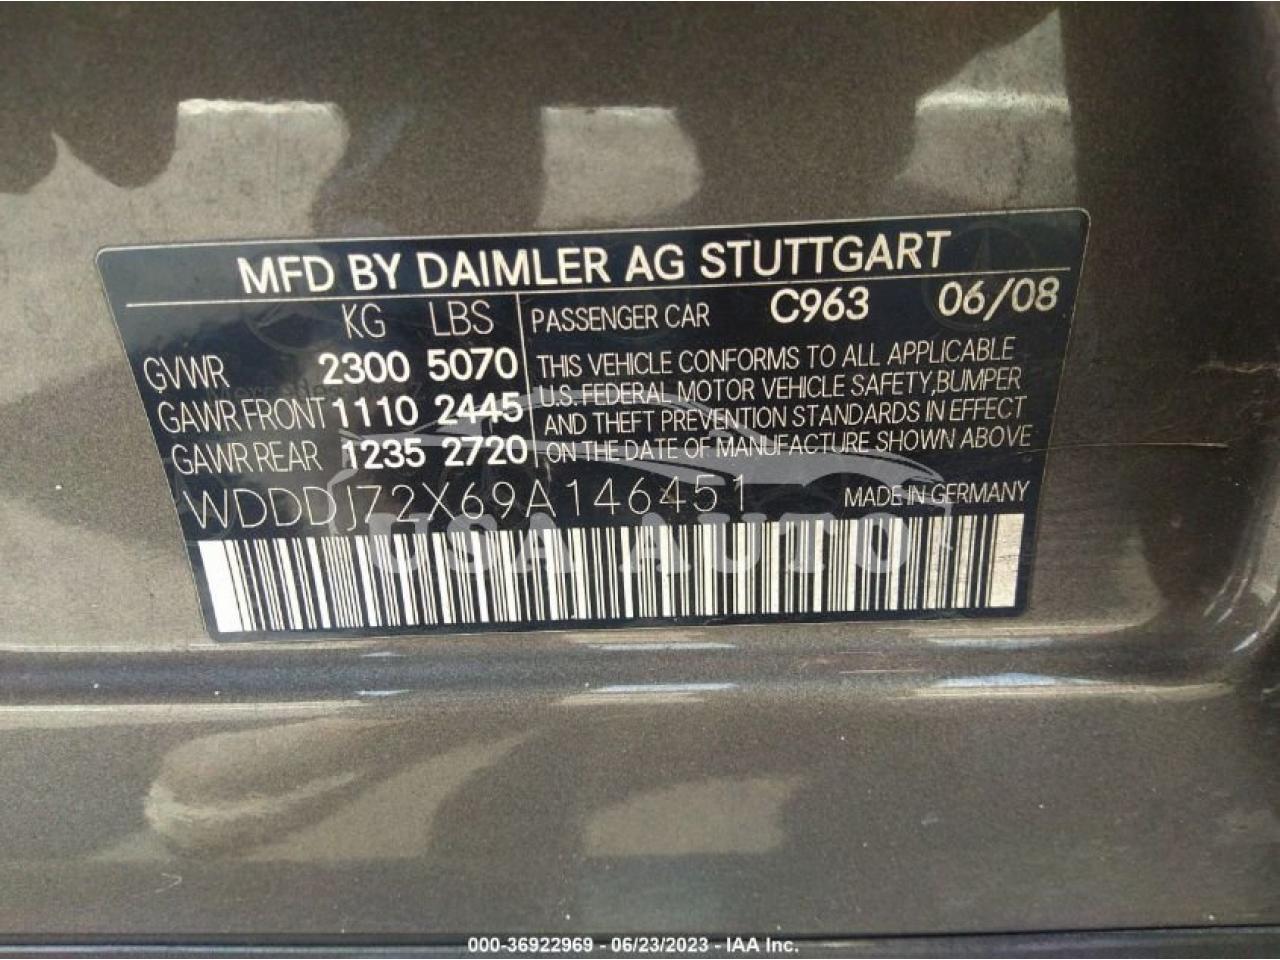 MFD BY DAIMLER AG STUTTGART
KG LBS
GVWR 2300 5070
GAWR FRONT 1110 2445
GAWR REAR 1235 2720
PASSENGER CAR C963 06/08
THIS VEHICLE CONFORMS TO ALL APPLICABLE
U.S. FEDERAL MOTOR VEHICLE SAFETY, BUMPER
AND THEFT PREVENTION STANDARDS IN EFFECT
ON THE DATE OF MANUFACTURE SHOWN ABOVE
WDDDJ72X69A146451 MADE IN GERMANY
USA AUTO
000-36922969 - 06/23/2023 - IAA Inc.